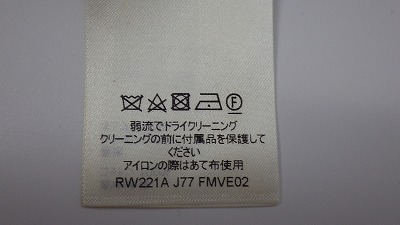 弱流でドライクリーニング
クリーニングの前に付属品を保護して
ください
アイロンの際はあて布使用
RW221A J77 FMVE02